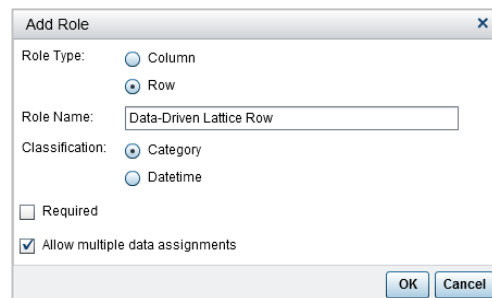 Add Role
Role Type:
Column
Row
Role Name:
Data-Driven Lattice Row
Classification:
Category
Datetime
Required
Allow multiple data assignments
OK
Cancel